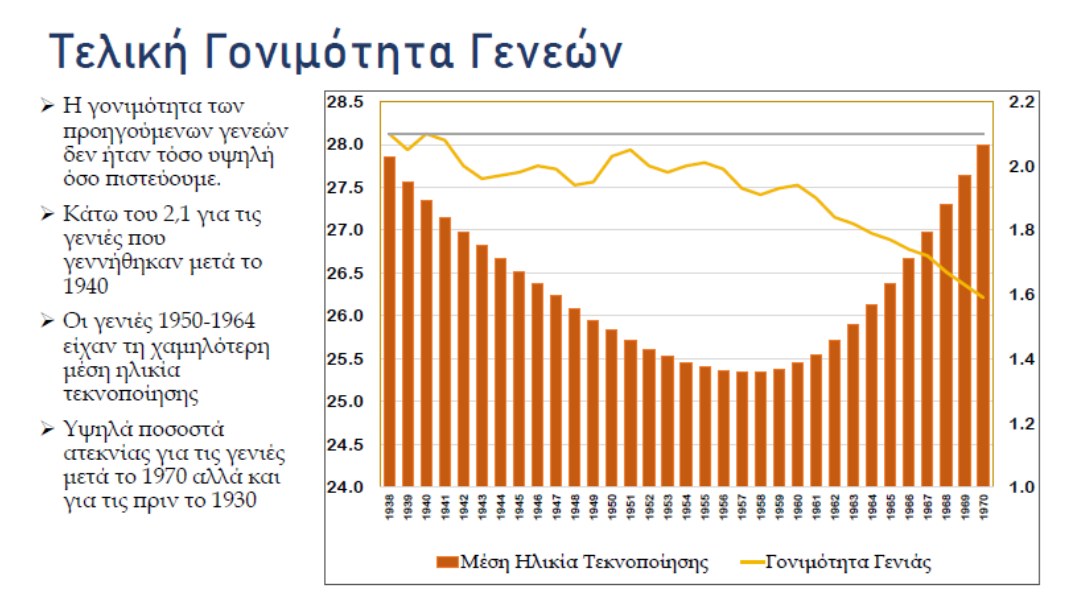 Τελική Γονιμότητα Γενεών
➢ Η γονιμότητα των
προηγούμενων γενεών
δεν ήταν τόσο υψηλή
όσο πιστεύουμε.
➢ Κάτω του 2,1 για τις
γενιές που
γεννήθηκαν μετά το
1940
➢ Οι γενιές 1950-1964
είχαν τη χαμηλότερη
μέση ηλικία
τεκνοποίησης
➢ Υψηλά ποσοστά
ατεκνίας για τις γενιές
μετά το 1970 αλλά και
για τις πριν το 1930
28.5 2.2
28.0 2.0
27.5
27.0 1.8
26.5
26.0 1.6
25.5 1.4
25.0
24.5 1.2
24.0 1.0
1938 1939 1940 1941 1942 1943 1944 1945 1946 1947 1948 1949 1950 1951 1952 1953 1954 1955 1956 1957 1958 1959 1960 1961 1962 1963 1964 1965 1966 1967 1968 1969 1970
Μέση Ηλικία Τεκνοποίησης Γονιμότητα Γενιάς